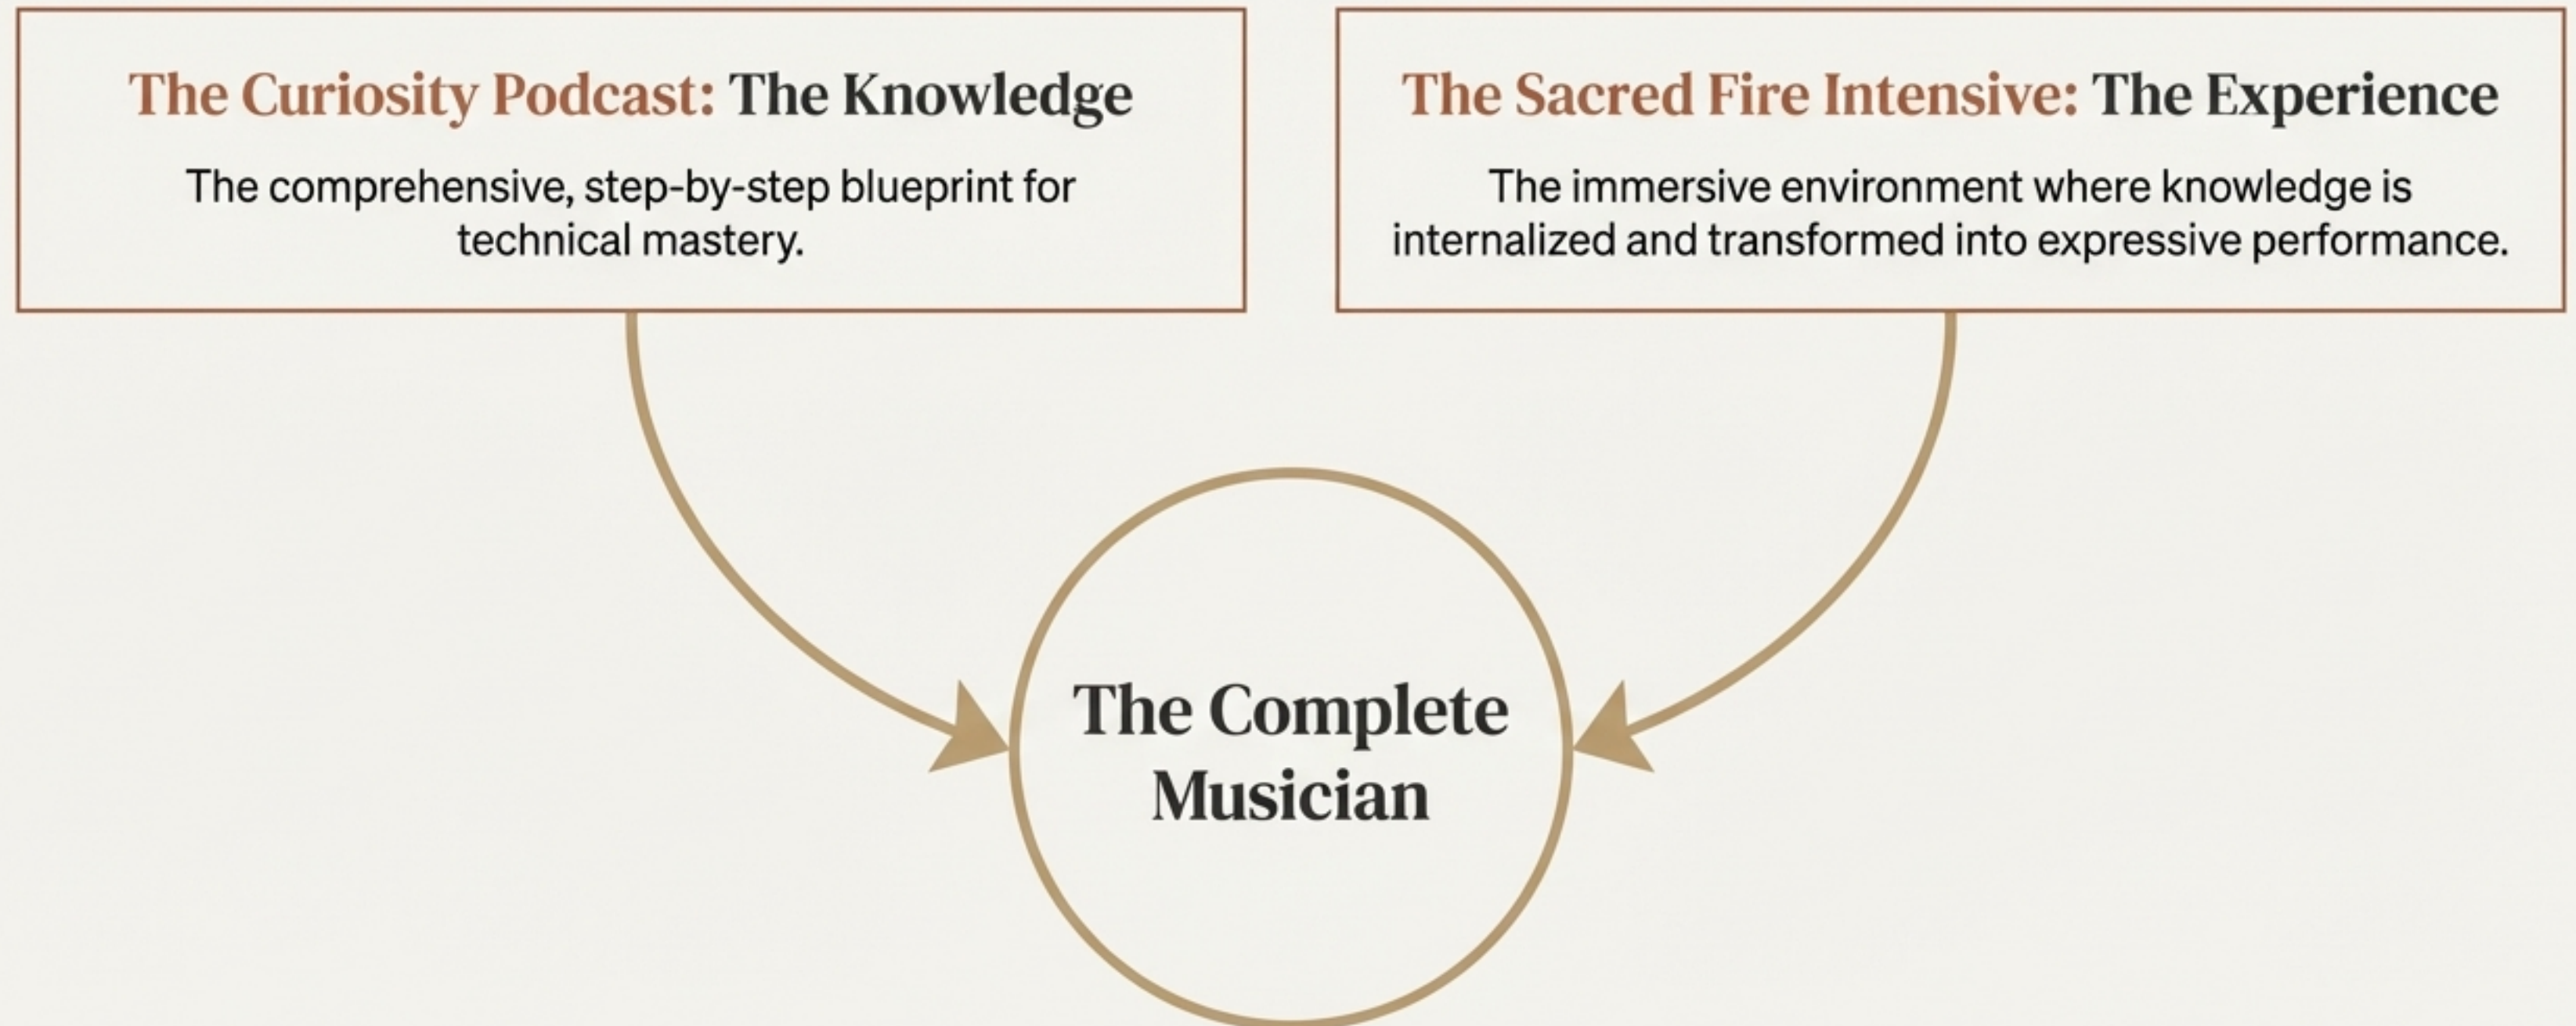 The Curiosity Podcast: The Knowledge
The comprehensive, step-by-step blueprint for
technical mastery.
The Sacred Fire Intensive: The Experience
The immersive environment where knowledge is
internalized and transformed into expressive performance.
The Complete
Musician